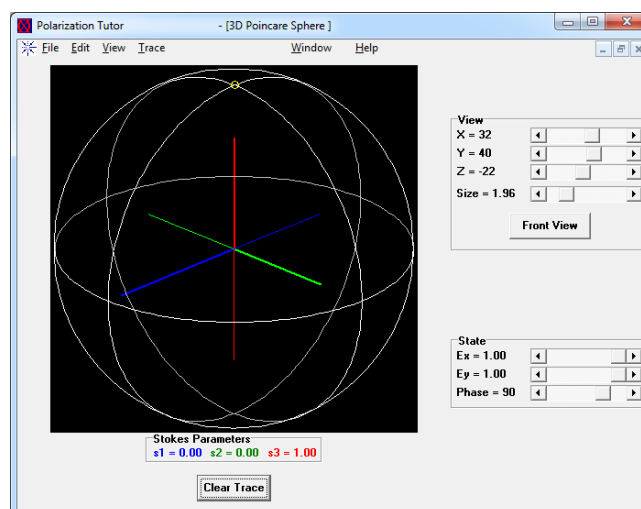 Polarization Tutor - [3D Poincare Sphere ]
File Edit View Trace Window Help
View
X = 32
Y = 40
Z = -22
Size = 1.96
Front View
State
Ex = 1.00
Ey = 1.00
Phase = 90
Stokes Parameters
s1 = 0.00 s2 = 0.00 s3 = 1.00
Clear Trace